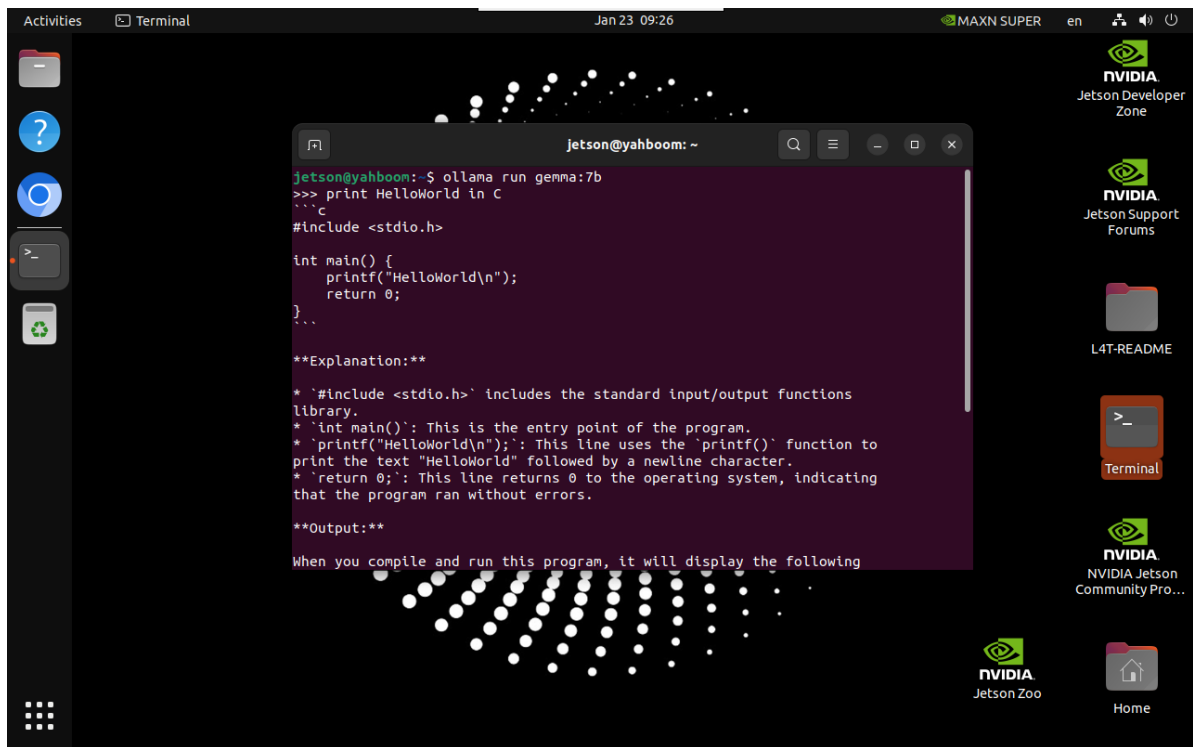 Activities
Terminal
Jan 23 09:26
MAXN SUPER
en
NVIDIA.
Jetson Developer
Zone
NVIDIA.
Jetson Support
Forums
L4T-README
>_
Terminal
NVIDIA.
NVIDIA Jetson
Community Pro...
NVIDIA.
Jetson Zoo
Home
?
>_
jetson@yahboom: ~
jetson@yahboom:~$ ollama run gemma:7b
>>> print HelloWorld in C
```c
#include <stdio.h>
int main() {
    printf("HelloWorld\n");
    return 0;
}
```
**Explanation:**
* `#include <stdio.h>` includes the standard input/output functions
library.
* `int main()`: This is the entry point of the program.
* `printf("HelloWorld\n");`: This line uses the `printf()` function to
print the text "HelloWorld" followed by a newline character.
* `return 0;`: This line returns 0 to the operating system, indicating
that the program ran without errors.
**Output:**
When you compile and run this program, it will display the following